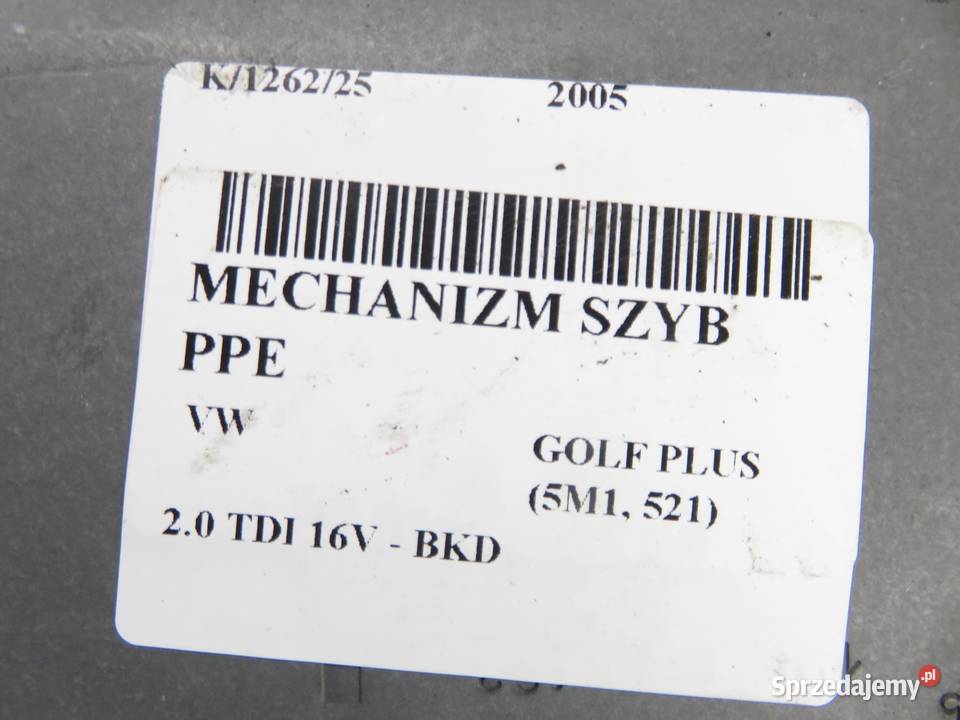 K/1262/25 2005
MECHANIZM SZYB
PPE
VW
GOLF PLUS
(5M1, 521)
2.0 TDI 16V - BKD
Sprzedajemy.pl